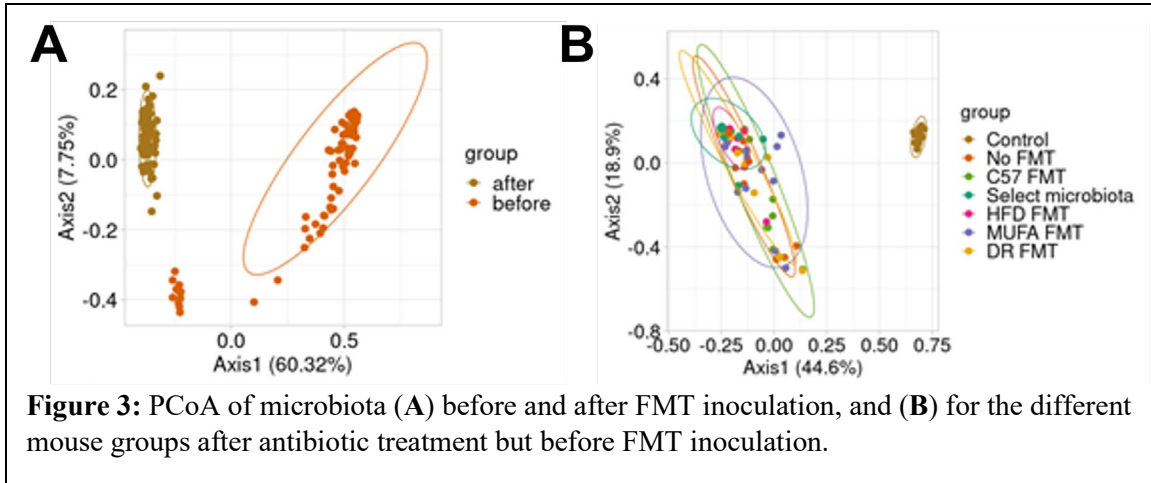 A
B
0.2
0.0
-0.2
-0.4
Axis2 (7.75%)
0.0
0.5
Axis1 (60.32%)
group
after
before
0.4
0.0
-0.4
-0.8
Axis2 (18.9%)
-0.50
-0.25
0.00
0.25
0.50
0.75
Axis1 (44.6%)
group
Control
No FMT
C57 FMT
Select microbiota
HFD FMT
MUFA FMT
DR FMT
Figure 3: PCoA of microbiota (A) before and after FMT inoculation, and (B) for the different
mouse groups after antibiotic treatment but before FMT inoculation.